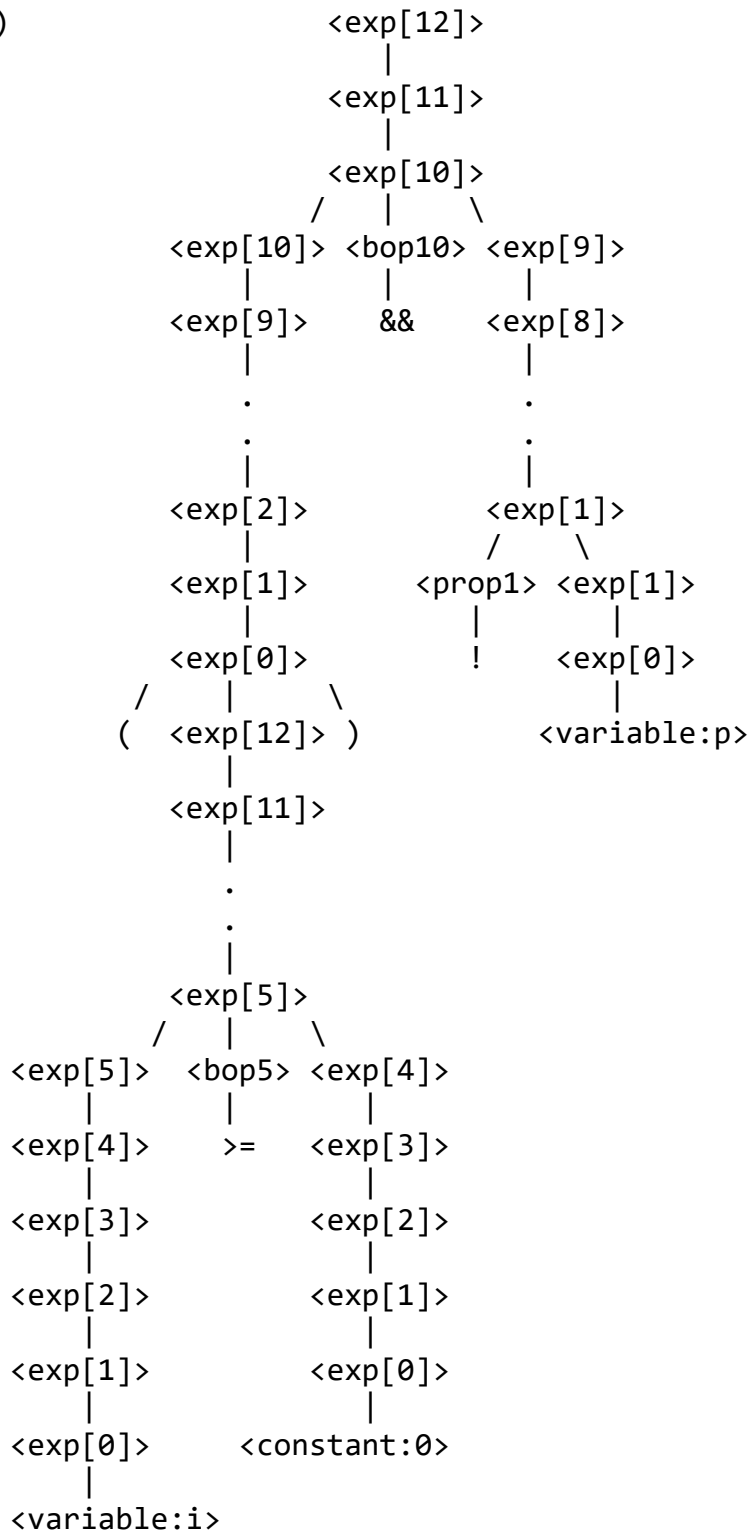 )                    <exp[12]>
                        |
                     <exp[11]>
                        |
                     <exp[10]>
                    /   |    \
          <exp[10]> <bop10> <exp[9]>
               |        |        |
          <exp[9]>     &&   <exp[8]>
               |                 |
               .                 .
               .                 .
               |                 |
          <exp[2]>          <exp[1]>
               |            /    \
          <exp[1]>     <prop1> <exp[1]>
               |          |        |
          <exp[0]>        !    <exp[0]>
        /     |     \              |
       (  <exp[12]> )         <variable:p>
              |
          <exp[11]>
              |
              .
              .
              |
          <exp[5]>
         /    |    \
<exp[5]>  <bop5> <exp[4]>
    |        |       |
<exp[4]>    >=   <exp[3]>
    |                |
<exp[3]>         <exp[2]>
    |                |
<exp[2]>         <exp[1]>
    |                |
<exp[1]>         <exp[0]>
    |                |
<exp[0]>     <constant:0>
    |
<variable:i>